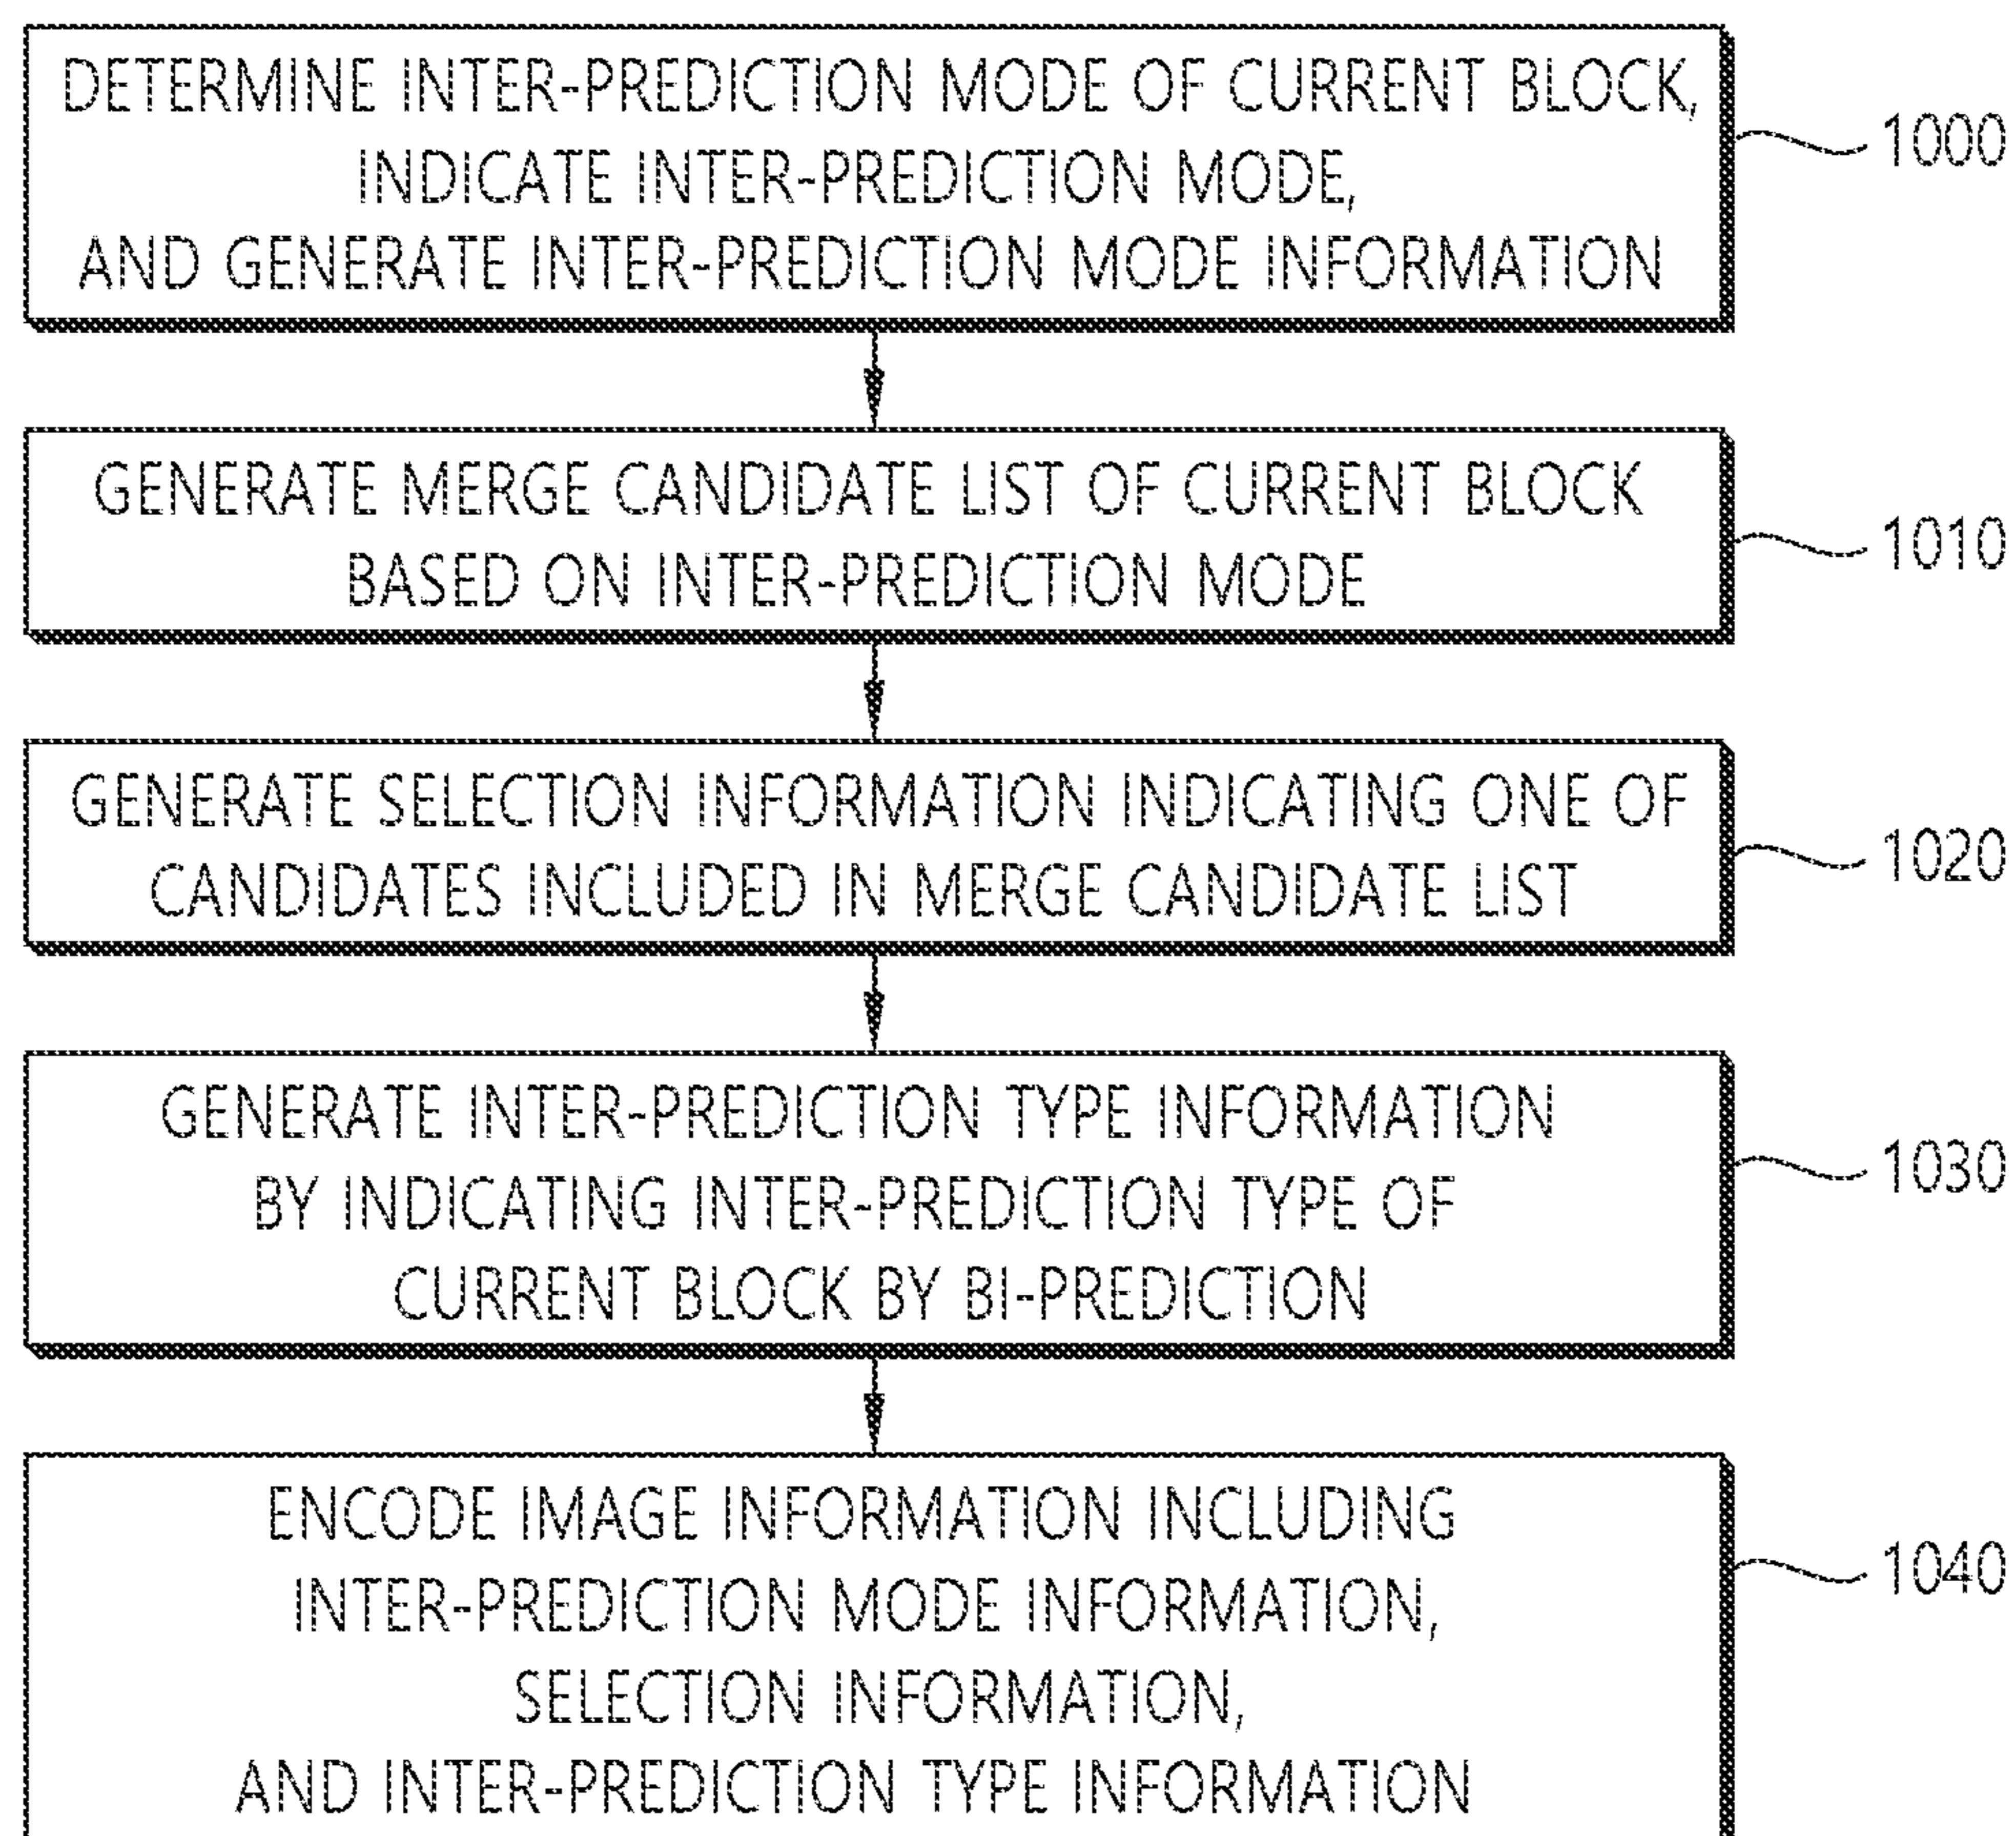 DETERMINE INTER-PREDICTION MODE OF CURRENT BLOCK,
INDICATE INTER-PREDICTION MODE,
AND GENERATE INTER-PREDICTION MODE INFORMATION
1000
GENERATE MERGE CANDIDATE LIST OF CURRENT BLOCK
BASED ON INTER-PREDICTION MODE
1010
GENERATE SELECTION INFORMATION INDICATING ONE OF
CANDIDATES INCLUDED IN MERGE CANDIDATE LIST
1020
GENERATE INTER-PREDICTION TYPE INFORMATION
BY INDICATING INTER-PREDICTION TYPE OF
CURRENT BLOCK BY BI-PREDICTION
1030
ENCODE IMAGE INFORMATION INCLUDING
INTER-PREDICTION MODE INFORMATION,
SELECTION INFORMATION,
AND INTER-PREDICTION TYPE INFORMATION
1040